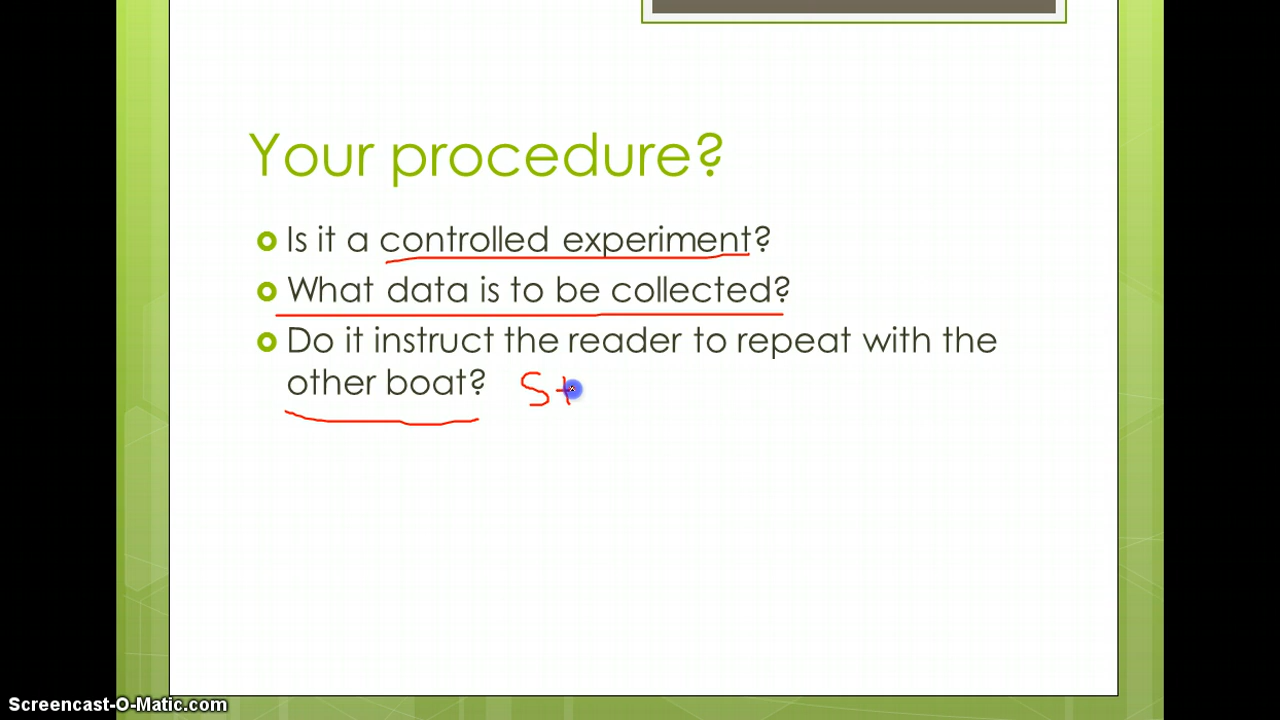 Your procedure?
Is it a controlled experiment?
What data is to be collected?
Do it instruct the reader to repeat with the
other boat? St
Screencast-O-Matic.com